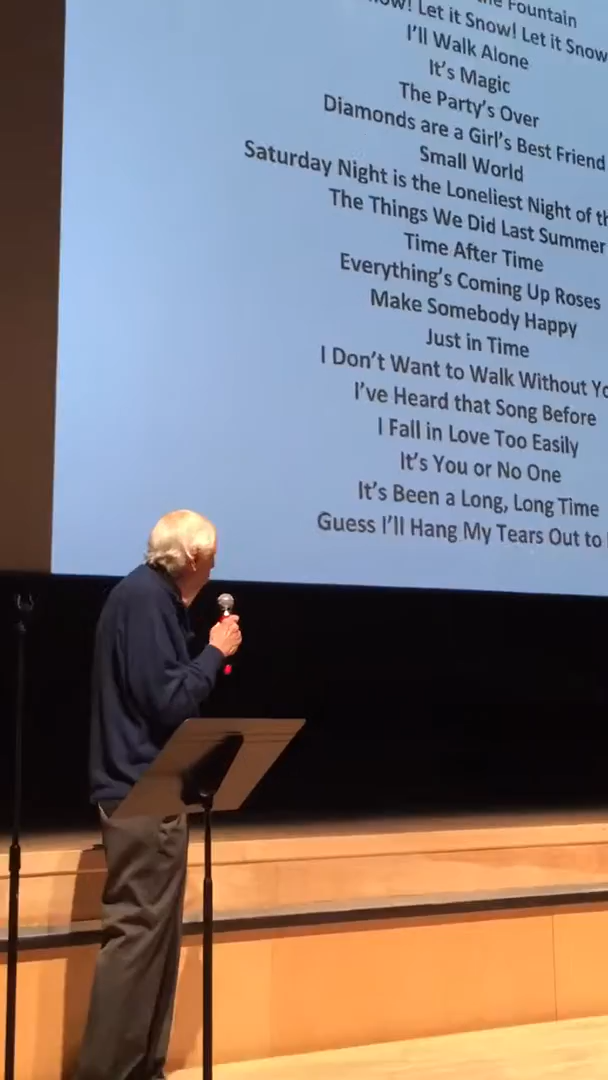 the Fountain
Snow! Let it Snow! Let it Snow
I'll Walk Alone
It's Magic
The Party's Over
Diamonds are a Girl's Best Friend
Small World
Saturday Night is the Loneliest Night of th
The Things We Did Last Summer
Time After Time
Everything's Coming Up Roses
Make Somebody Happy
Just in Time
I Don't Want to Walk Without Yo
I've Heard that Song Before
I Fall in Love Too Easily
It's You or No One
It's Been a Long, Long Time
Guess I'll Hang My Tears Out to